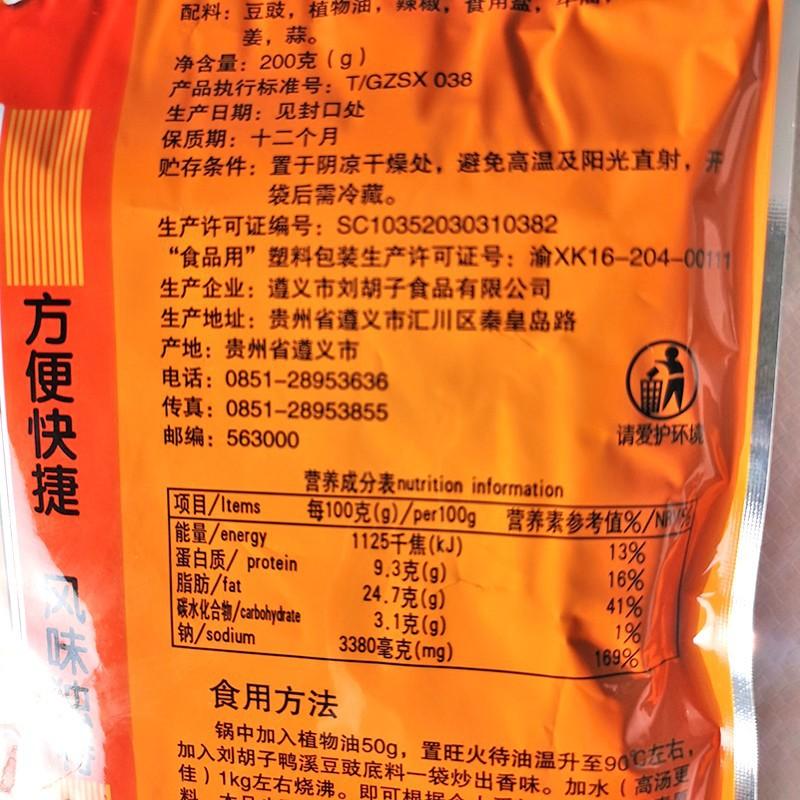 配料：豆豉，植物油，辣椒，食用盐，
姜，蒜。
净含量：200克（g）
产品执行标准号：T/GZSX 038
生产日期：见封口处
保质期：十二个月
贮存条件：置于阴凉干燥处，避免高温及阳光直射，开
袋后需冷藏。
生产许可证编号：SC10352030310382
“食品用”塑料包装生产许可证号：渝XK16-204-00111
生产企业：遵义市刘胡子食品有限公司
生产地址：贵州省遵义市汇川区秦皇岛路
产地：贵州省遵义市
电话：0851-28953636
传真：0851-28953855
邮编：563000
请爱护环境
方便快捷
风味独特
营养成分表nutrition information
项目/Items 每100克(g)/per100g 营养素参考值%/NRV%
能量/energy 1125千焦(kJ) 13%
蛋白质/protein 9.3克(g) 16%
脂肪/fat 24.7克(g) 41%
碳水化合物/carbohydrate 3.1克(g) 1%
钠/sodium 3380毫克(mg) 169%
食用方法
锅中加入植物油50g，置旺火待油温升至90℃左右，
加入刘胡子鸭溪豆豉底料一袋炒出香味。加水（高汤更
佳）1kg左右烧沸。即可根据个人